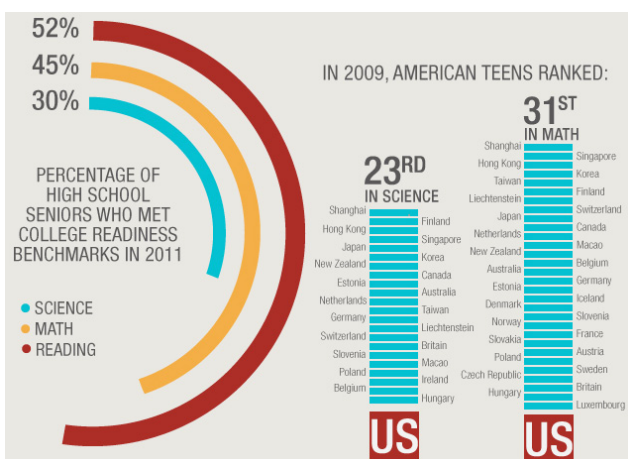 52%
45%
30%
PERCENTAGE OF
HIGH SCHOOL
SENIORS WHO MET
COLLEGE READINESS
BENCHMARKS IN 2011
SCIENCE
MATH
READING
IN 2009, AMERICAN TEENS RANKED:
23RD
IN SCIENCE
Shanghai
Finland
Hong Kong
Singapore
Japan
Korea
New Zealand
Canada
Estonia
Australia
Netherlands
Taiwan
Germany
Liechtenstein
Switzerland
Britain
Slovenia
Macao
Poland
Ireland
Belgium
Hungary
US
31ST
IN MATH
Shanghai
Singapore
Hong Kong
Korea
Taiwan
Finland
Liechtenstein
Switzerland
Japan
Canada
Netherlands
Macao
New Zealand
Belgium
Australia
Germany
Estonia
Iceland
Denmark
Slovenia
Norway
France
Slovakia
Austria
Poland
Sweden
Czech Republic
Britain
Hungary
Luxembourg
US